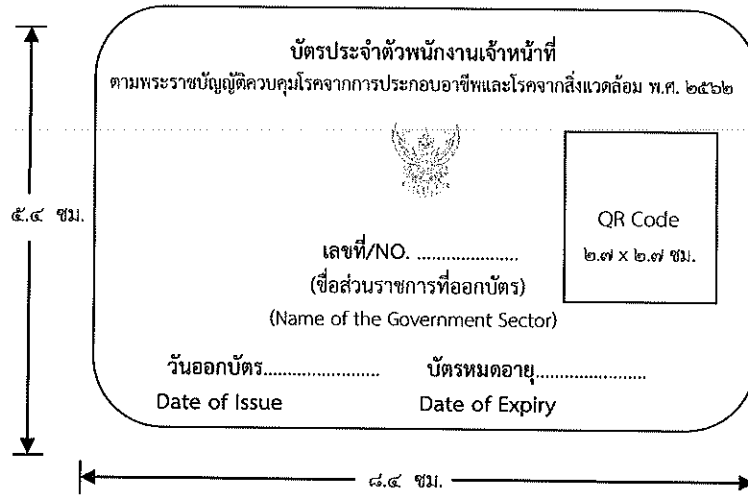 บัตรประจำตัวพนักงานเจ้าหน้าที่
ตามพระราชบัญญัติควบคุมโรคจากการประกอบอาชีพและโรคจากสิ่งแวดล้อม พ.ศ. ๒๕๖๒
๕.๔ ซม.
QR Code
๒.๗ x ๒.๗ ซม.
เลขที่/NO. ....................
(ชื่อส่วนราชการที่ออกบัตร)
(Name of the Government Sector)
วันออกบัตร....................... บัตรหมดอายุ......................
Date of Issue Date of Expiry
๘.๔ ซม.